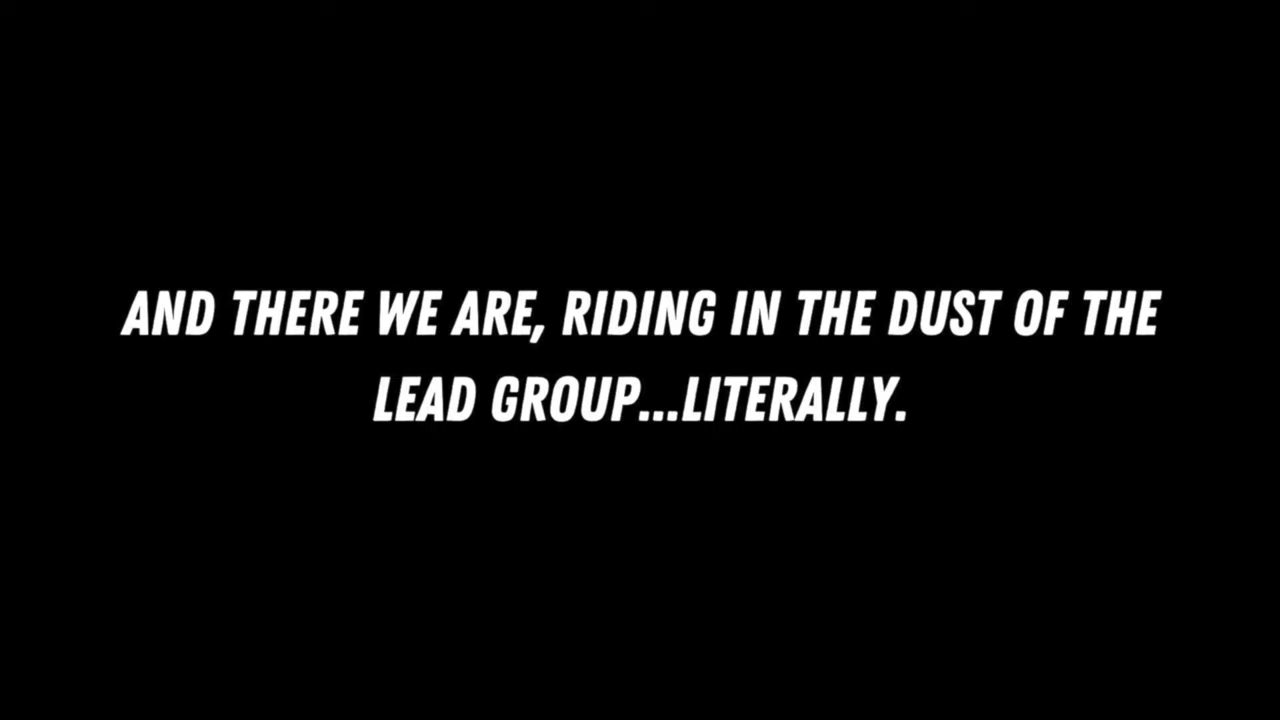 AND THERE WE ARE, RIDING IN THE DUST OF THE
LEAD GROUP...LITERALLY.